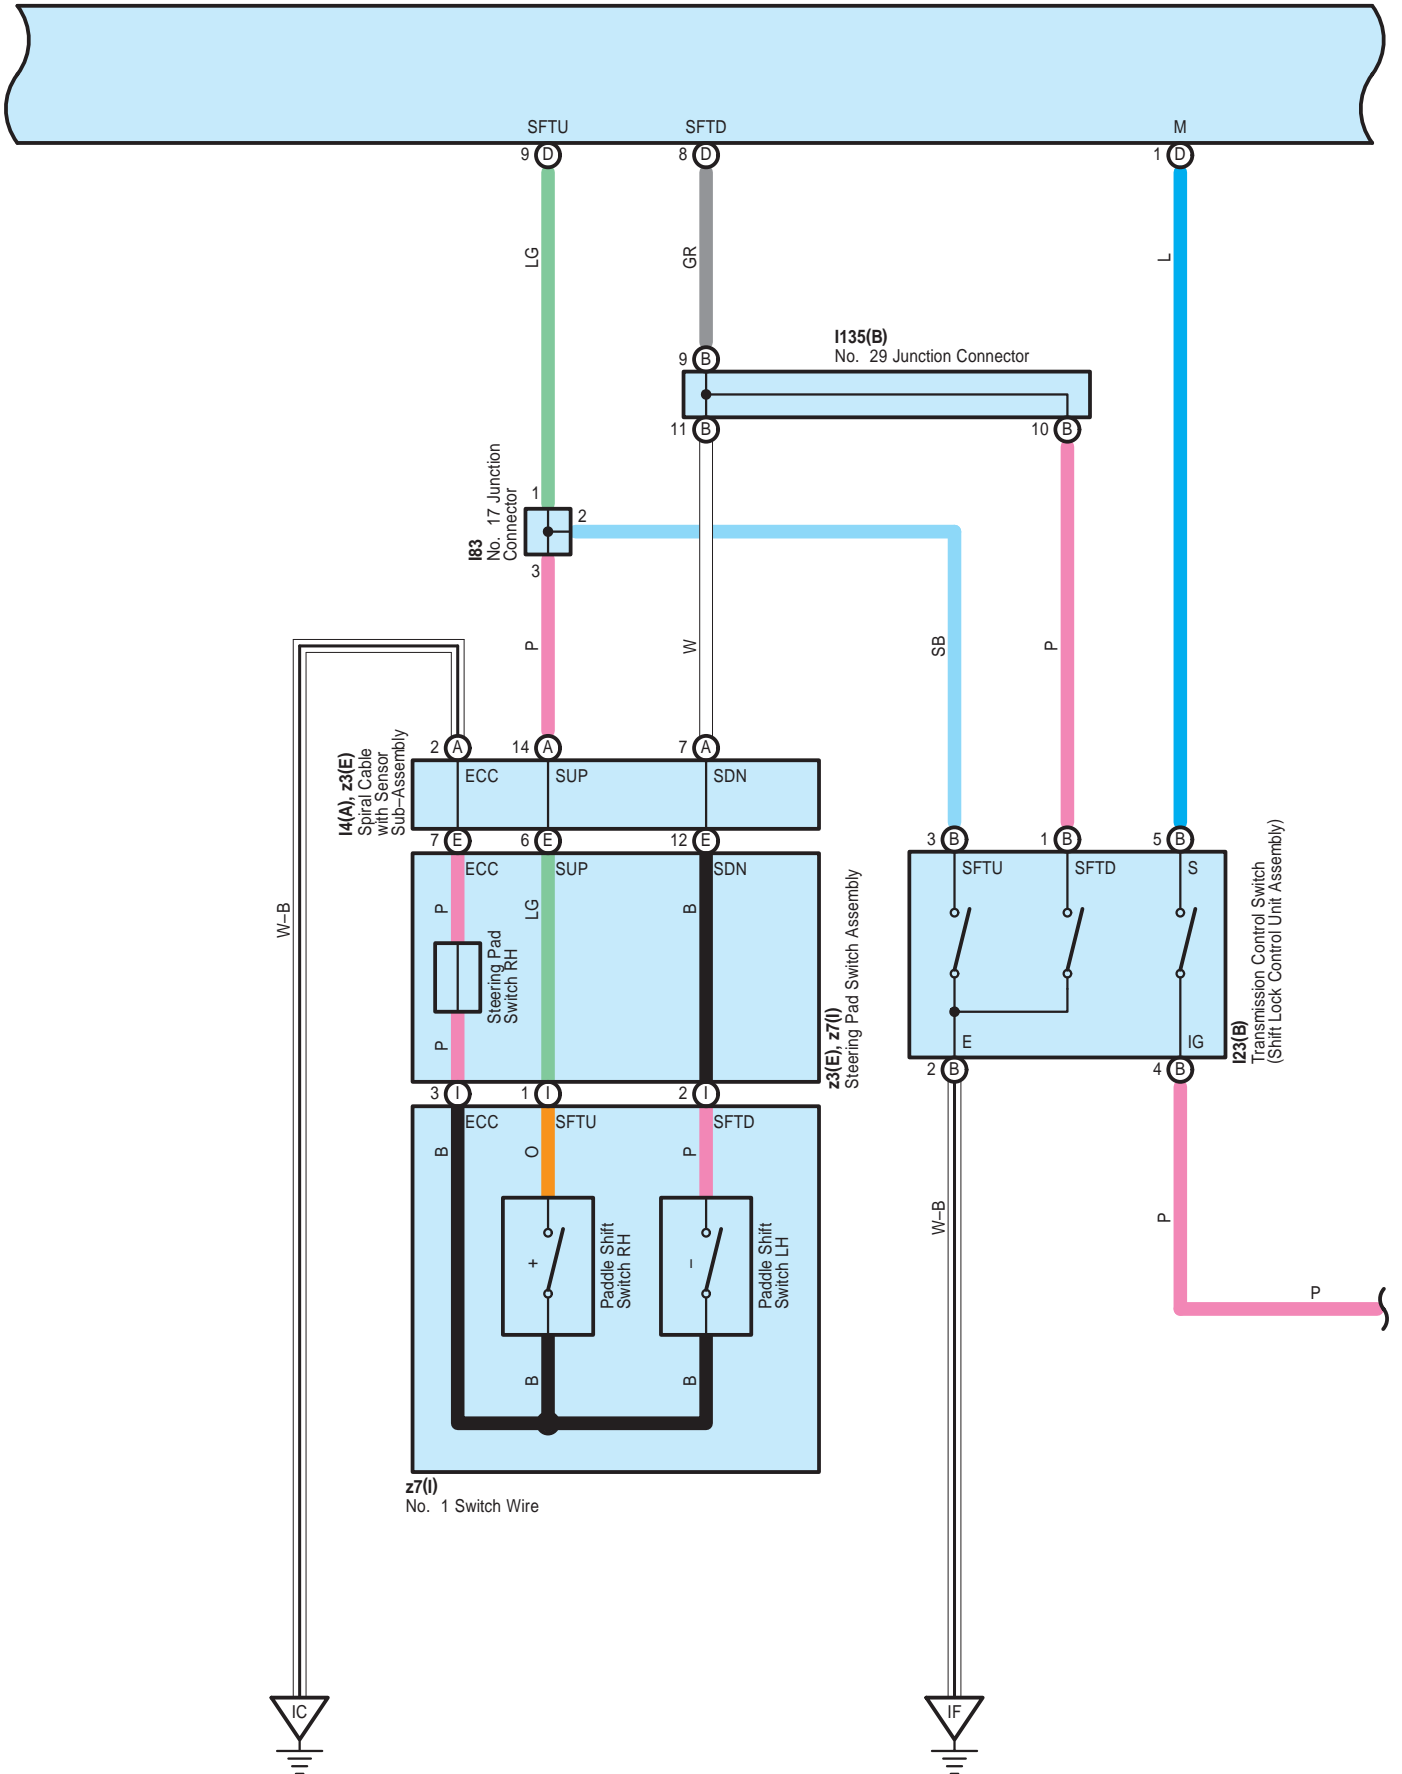 SFTU
SFTD
M
9 D
8 D
1 D
LG
GR
L
I135(B)
No. 29 Junction Connector
9 B
11 B
10 B
I83
No. 17 Junction
Connector
1
2
3
P
W
SB
P
I4(A), z3(E)
Spiral Cable
with Sensor
Sub–Assembly
2 A
14 A
7 A
ECC
SUP
SDN
7 E
6 E
12 E
3 B
1 B
5 B
ECC
SUP
SDN
SFTU
SFTD
S
W–B
P
LG
B
Steering Pad
Switch RH
P
z3(E), z7(I)
Steering Pad Switch Assembly
E
IG
I23(B)
Transmission Control Switch
(Shift Lock Control Unit Assembly)
2 B
4 B
3 I
1 I
2 I
ECC
SFTU
SFTD
B
O
P
+
Paddle Shift
Switch RH
–
Paddle Shift
Switch LH
B
B
W–B
P
P
z7(I)
No. 1 Switch Wire
IC
IF